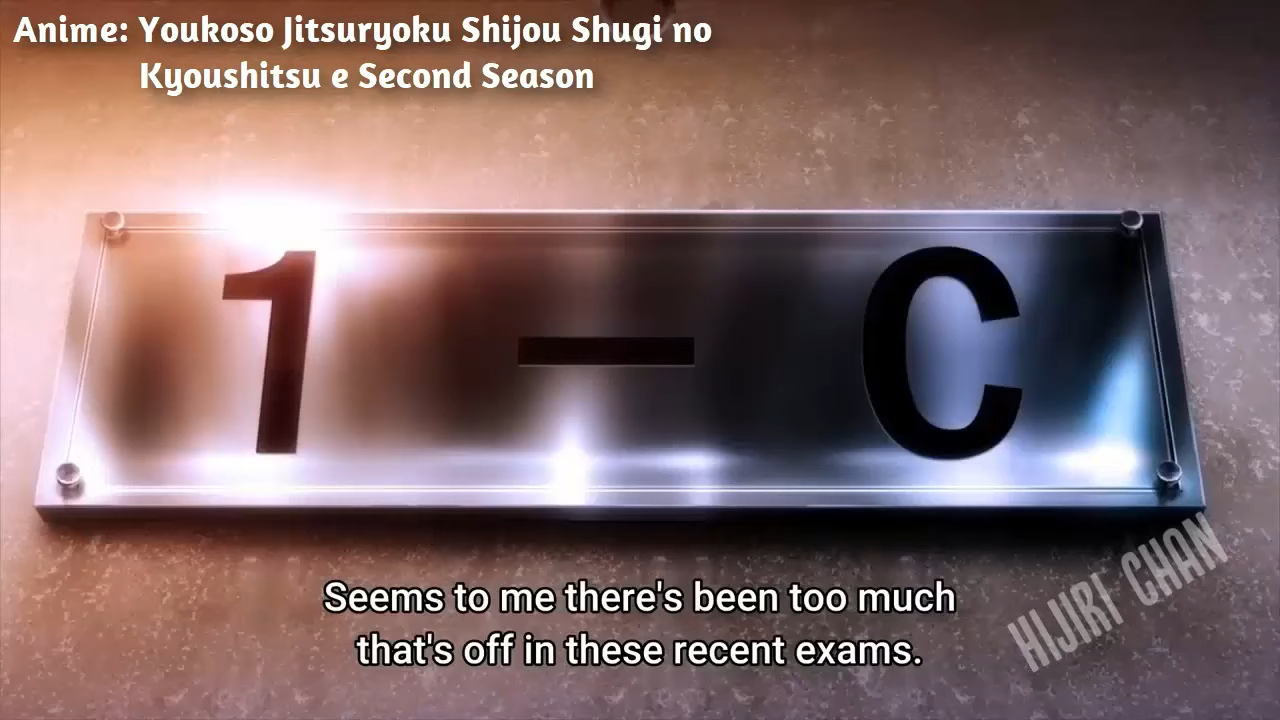 Anime: Youkoso Jitsuryoku Shijou Shugi no
Kyoushitsu e Second Season
1 - C
Seems to me there's been too much
that's off in these recent exams.
HIJIRI CHAN